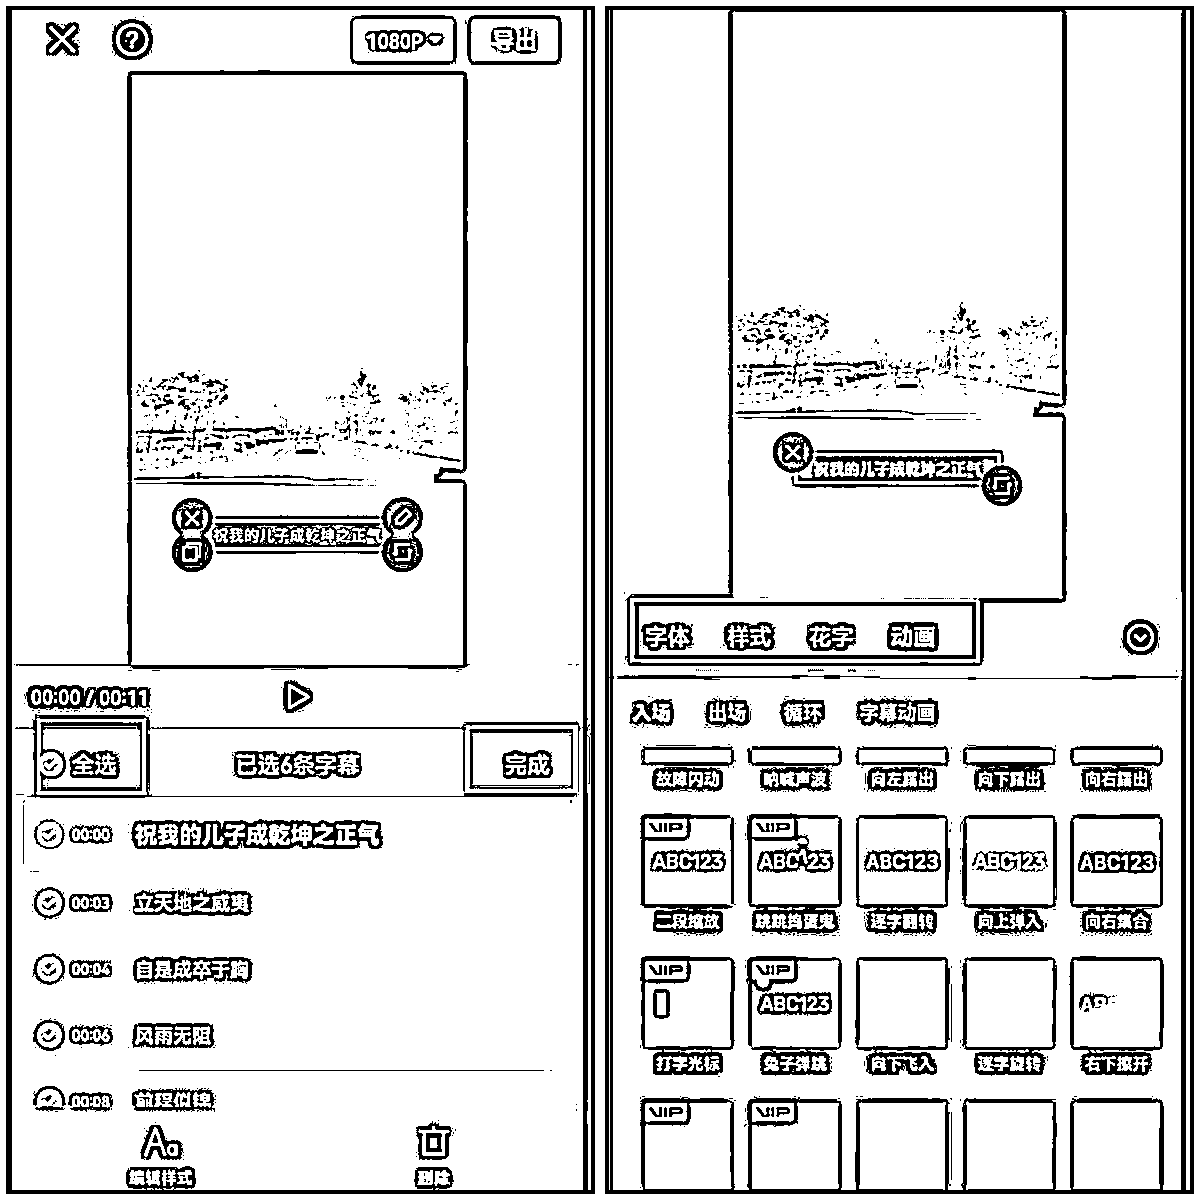 1080P
导出
祝我的儿子成乾坤之正气
00:00 / 00:11
全选
已选6条字幕
完成
00:00 祝我的儿子成乾坤之正气
00:03 立天地之威
00:04 自是成卒于胸
00:06 风雨无阻
00:08 前程似锦
Aa
编辑样式
删除
祝我的儿子成乾坤之正气
字体 样式 花字 动画
入场 出场 循环 字幕动画
故障闪动 呐喊声波 向左露出 向下露出 向右露出
VIP VIP
ABC123 ABC123 ABC123 ABC123 ABC123
二段缩放 跳跳捣蛋鬼 逐字翻转 向上弹入 向右集合
VIP VIP
ABC123
打字光标 兔子弹跳 向下飞入 逐字旋转 右下擦开
VIP VIP